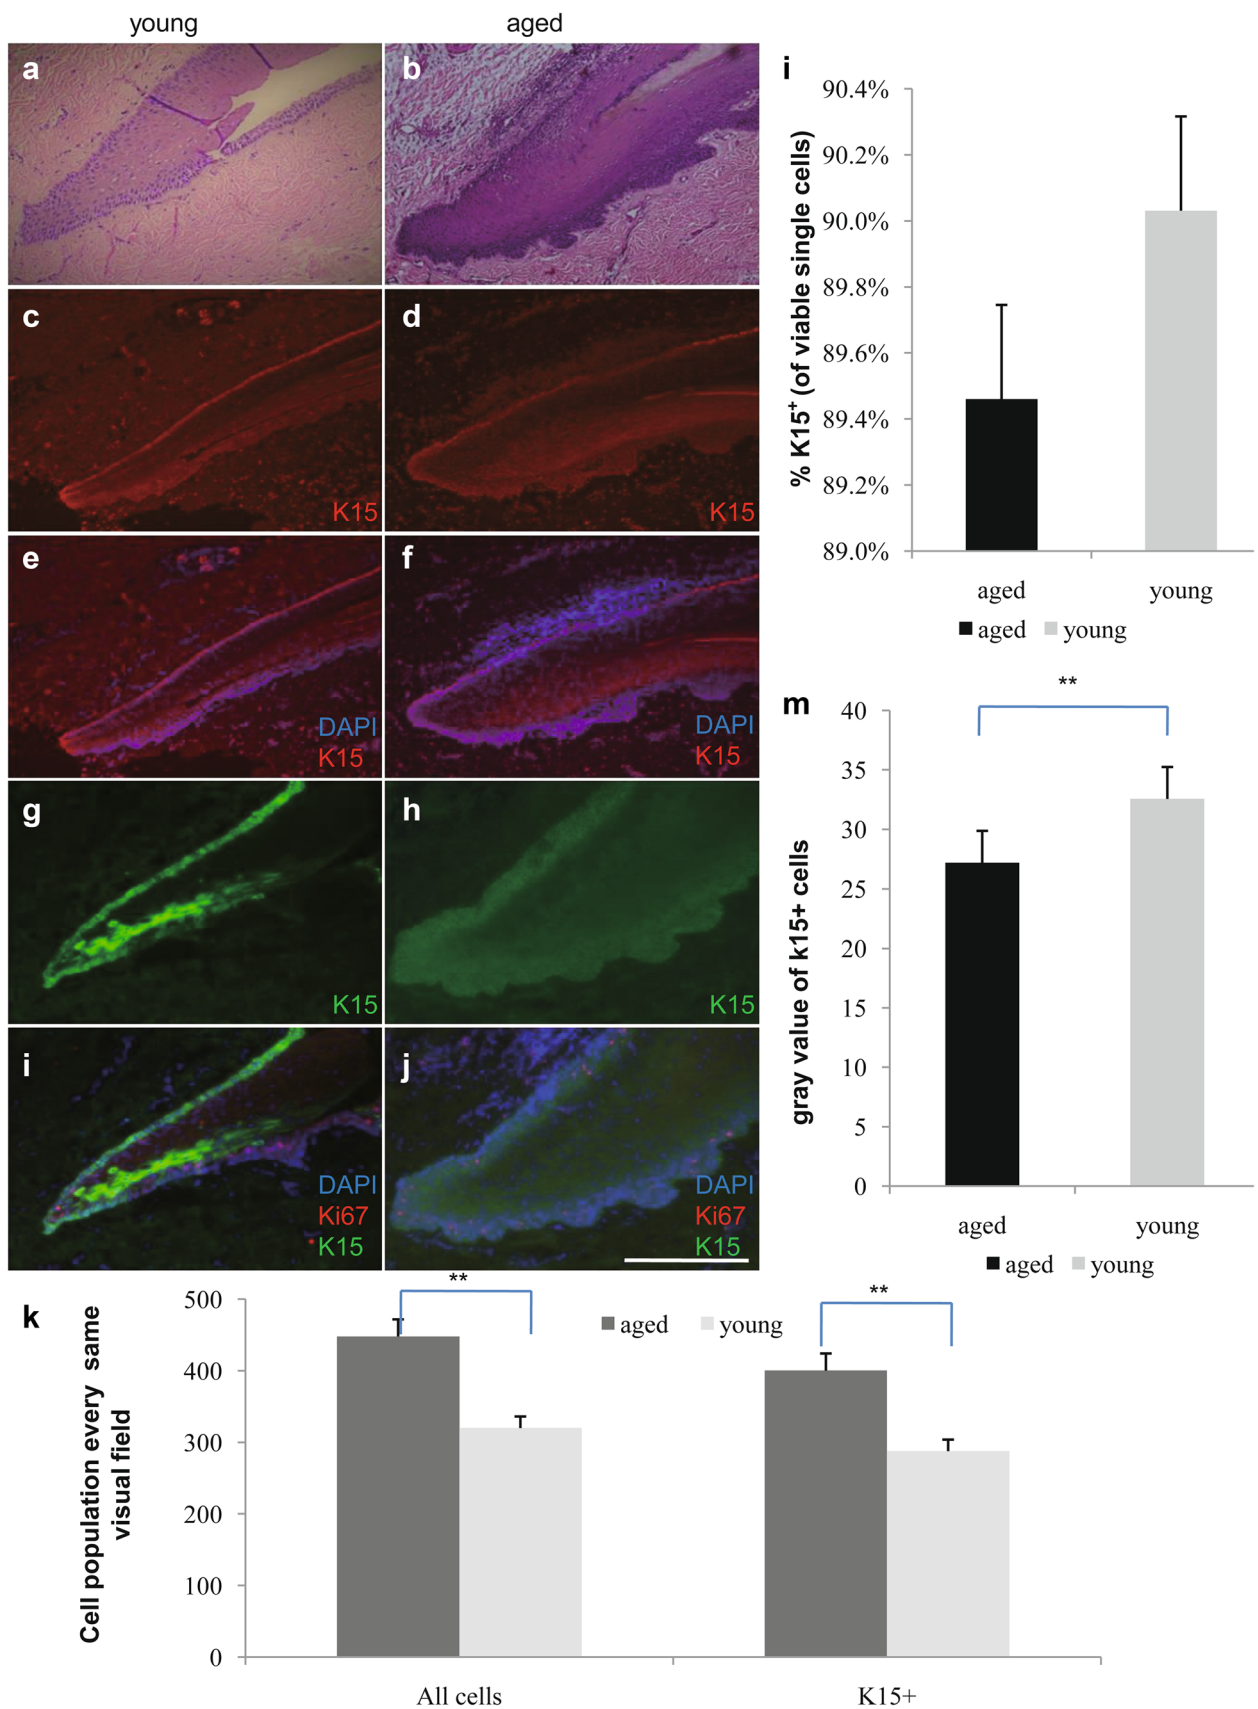 young
aged
a
b
c
K15
d
K15
e
DAPI
K15
f
DAPI
K15
g
K15
h
K15
i
DAPI
Ki67
K15
j
DAPI
Ki67
K15
i
% K15+ (of viable single cells)
90.4%
90.2%
90.0%
89.8%
89.6%
89.4%
89.2%
89.0%
aged
young
aged
young
m
**
gray value of k15+ cells
40
35
30
25
20
15
10
5
0
aged
young
aged
young
k
Cell population every same
visual field
500
400
300
200
100
0
**
aged
young
**
All cells
K15+